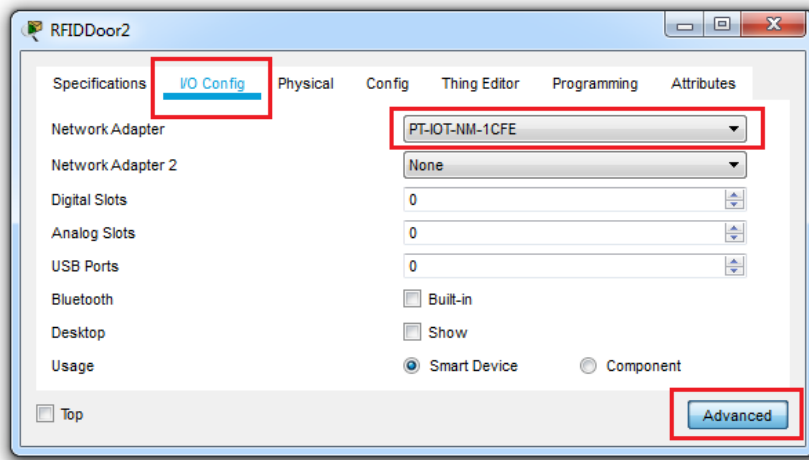 RFIDDoor2
Specifications I/O Config Physical Config Thing Editor Programming Attributes
Network Adapter PT-IOT-NM-1CFE
Network Adapter 2 None
Digital Slots 0
Analog Slots 0
USB Ports 0
Bluetooth Built-in
Desktop Show
Usage Smart Device Component
Top Advanced